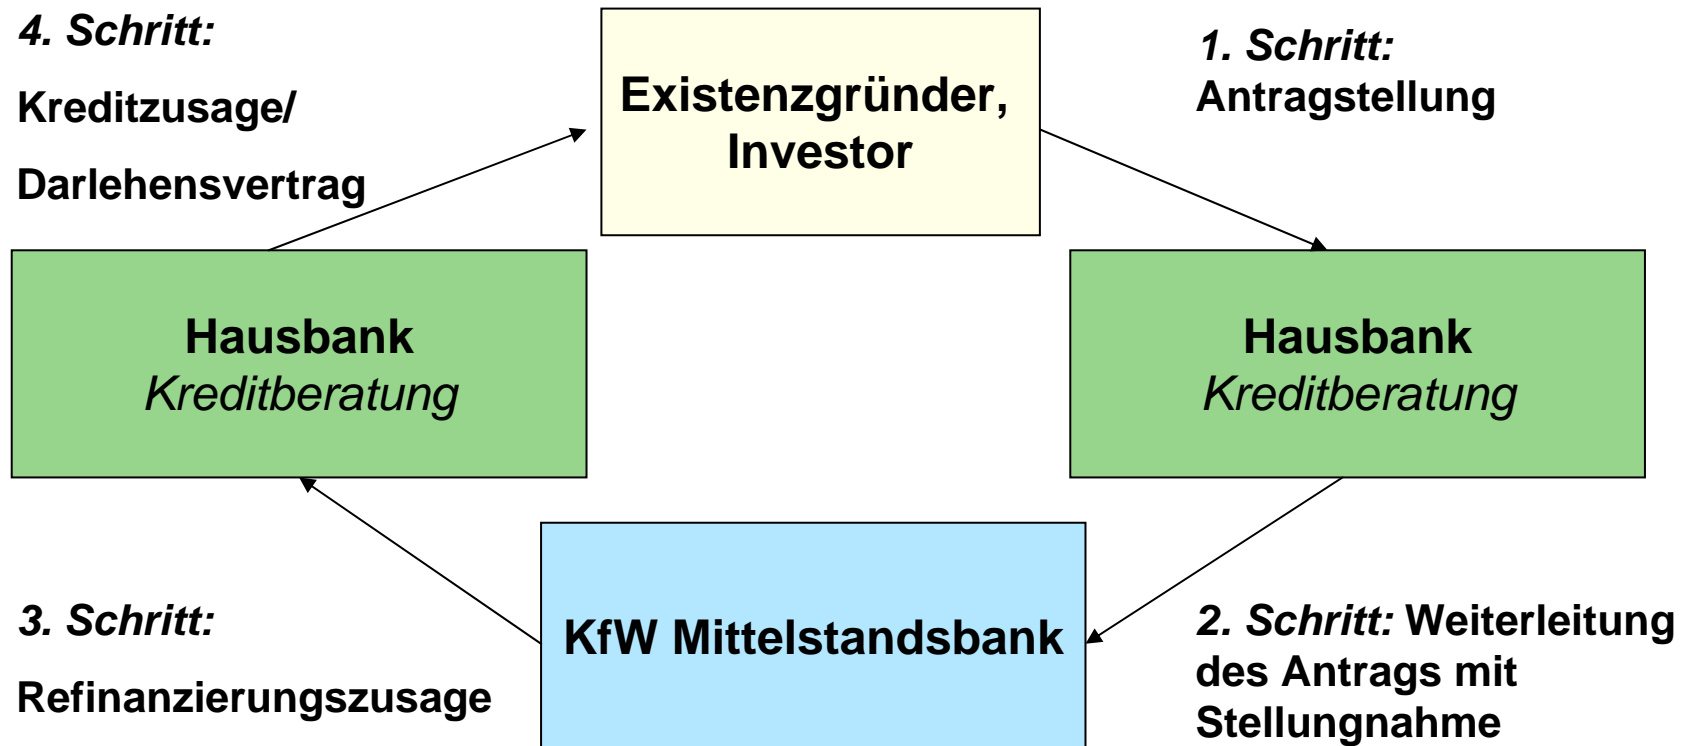 4. Schritt:
Kreditzusage/
Darlehensvertrag
Existenzgründer,
Investor
1. Schritt:
Antragstellung
Hausbank
Kreditberatung
Hausbank
Kreditberatung
3. Schritt:
Refinanzierungszusage
KfW Mittelstandsbank
2. Schritt: Weiterleitung
des Antrags mit
Stellungnahme